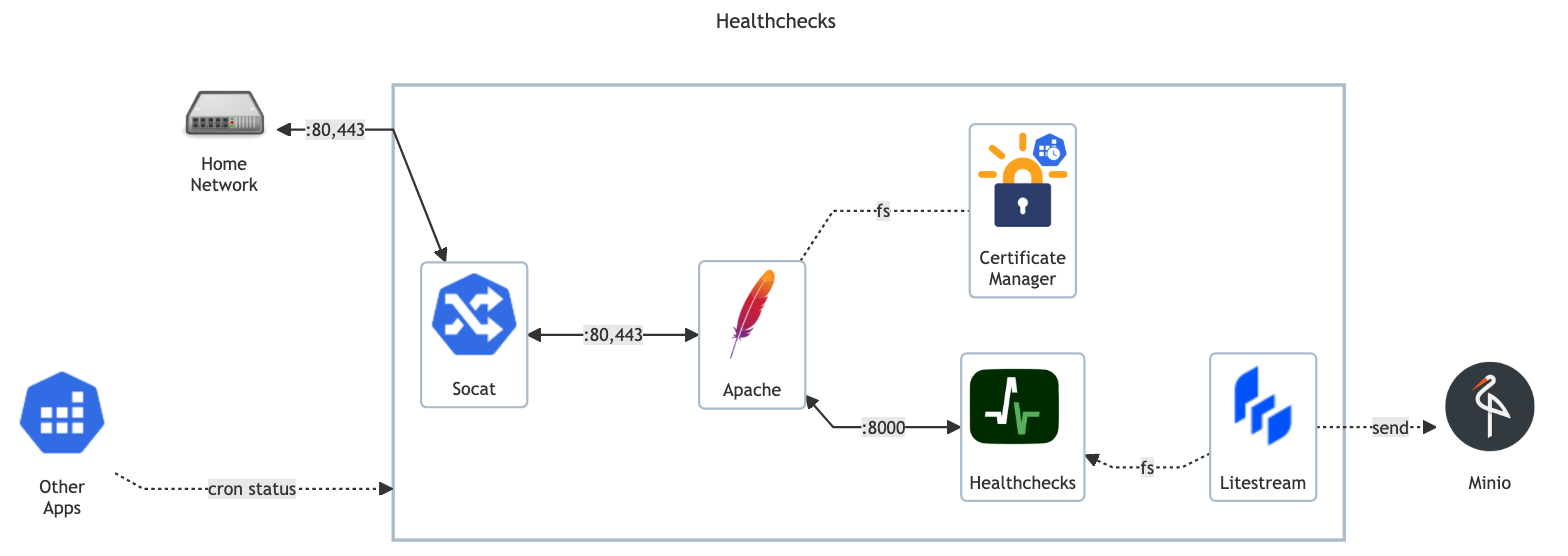 Healthchecks
:80,443
Home
Network
fs
Certificate
Manager
:80,443
Socat
Apache
:8000
Healthchecks
fs
Litestream
send
Minio
Other
Apps
cron status